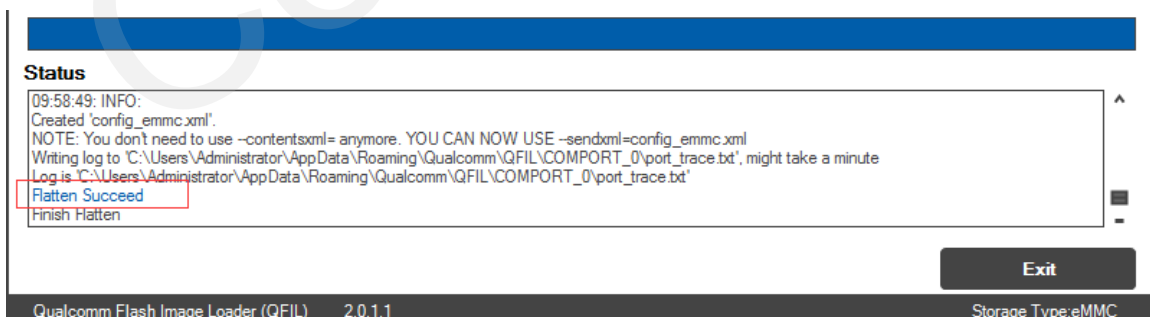 Status
09:58:49: INFO:
Created 'config_emmc.xml'.
NOTE: You don't need to use --contentsxml= anymore. YOU CAN NOW USE --sendxml=config_emmc.xml
Writing log to 'C:\Users\Administrator\AppData\Roaming\Qualcomm\QFIL\COMPORT_0\port_trace.txt', might take a minute
Log is 'C:\Users\Administrator\AppData\Roaming\Qualcomm\QFIL\COMPORT_0\port_trace.txt'
Flatten Succeed
Finish Flatten
Exit
Qualcomm Flash Image Loader (QFIL) 2.0.1.1 Storage Type:eMMC